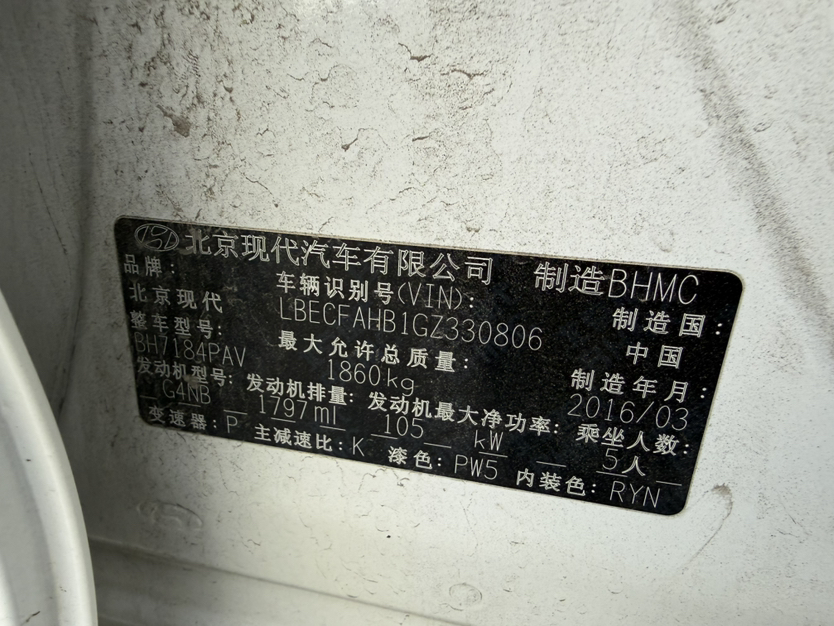 北京现代汽车有限公司 制造BHMC
品牌: 车辆识别号(VIN): 制造国:
北京现代 LBECFAHB1GZ330806 中国
整车型号: 最大允许总质量: 制造年月:
BH7184PAV 1860kg 2016/03
发动机型号: 发动机排量: 发动机最大净功率: 乘坐人数:
G4NB 1797ml 105 kW 5人
变速器: P 主减速比: K 漆色: PW5 内装色: RYN